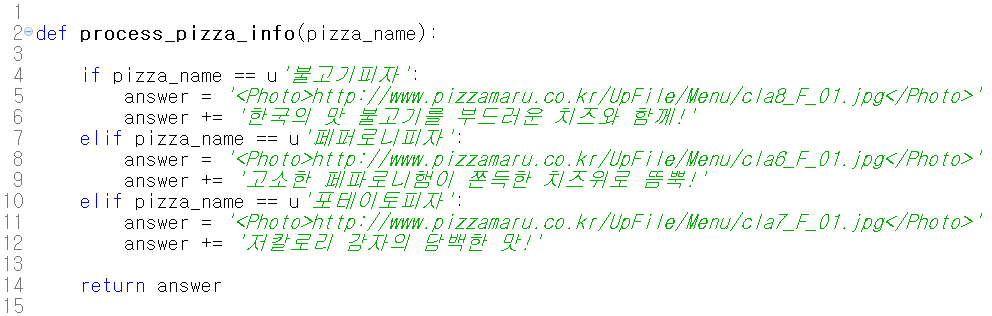 1
2 def process_pizza_info(pizza_name):
3
4 if pizza_name == u'불고기피자':
5 answer = '<Photo>http://www.pizzamaru.co.kr/UpFile/Menu/cla8_F_01.jpg</Photo>'
6 answer += '한국의 맛 불고기를 부드러운 치즈와 함께!'
7 elif pizza_name == u'페퍼로니피자':
8 answer = '<Photo>http://www.pizzamaru.co.kr/UpFile/Menu/cla6_F_01.jpg</Photo>'
9 answer += '고소한 페파로니햄이 쫀득한 치즈위로 듬뿍!'
10 elif pizza_name == u'포테이토피자':
11 answer = '<Photo>http://www.pizzamaru.co.kr/UpFile/Menu/cla7_F_01.jpg</Photo>'
12 answer += '저칼로리 감자의 담백한 맛!'
13
14 return answer
15